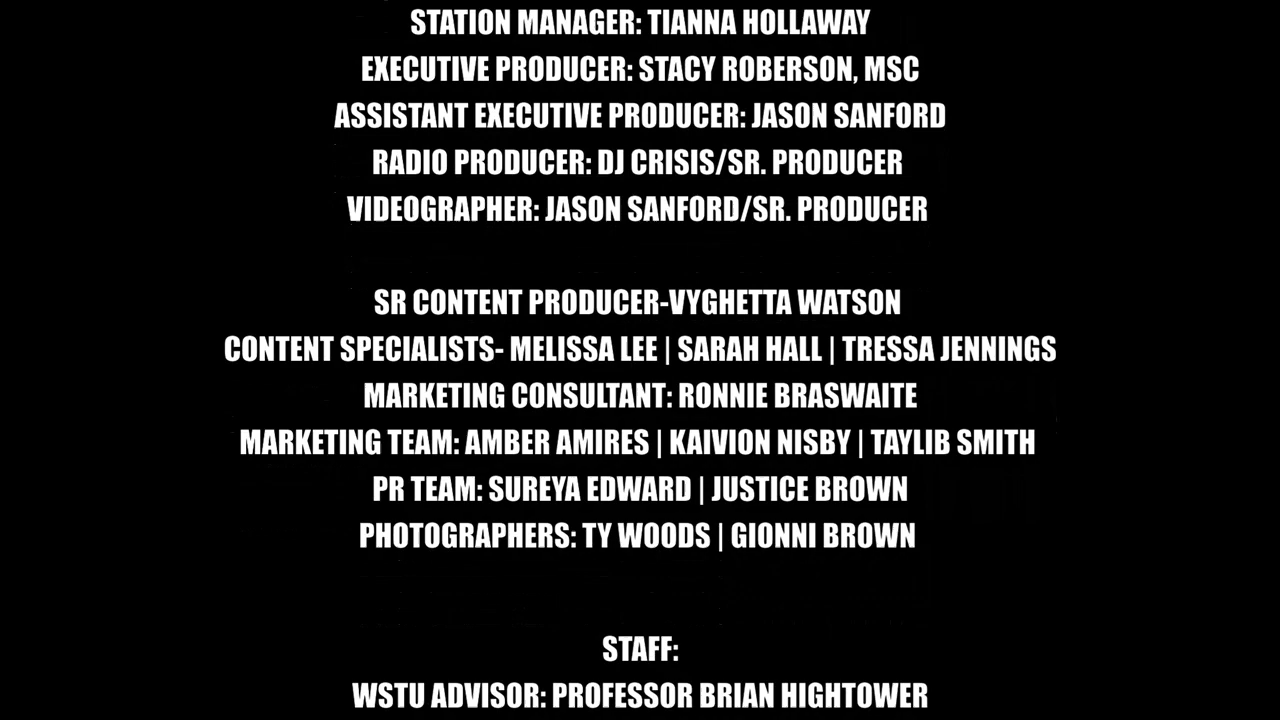 STATION MANAGER: TIANNA HOLLAWAY
EXECUTIVE PRODUCER: STACY ROBERSON, MSC
ASSISTANT EXECUTIVE PRODUCER: JASON SANFORD
RADIO PRODUCER: DJ CRISIS/SR. PRODUCER
VIDEOGRAPHER: JASON SANFORD/SR. PRODUCER
SR CONTENT PRODUCER-VYGHETTA WATSON
CONTENT SPECIALISTS- MELISSA LEE | SARAH HALL | TRESSA JENNINGS
MARKETING CONSULTANT: RONNIE BRASWAITE
MARKETING TEAM: AMBER AMIRES | KAIVION NISBY | TAYLIB SMITH
PR TEAM: SUREYA EDWARD | JUSTICE BROWN
PHOTOGRAPHERS: TY WOODS | GIONNI BROWN
STAFF:
WSTU ADVISOR: PROFESSOR BRIAN HIGHTOWER